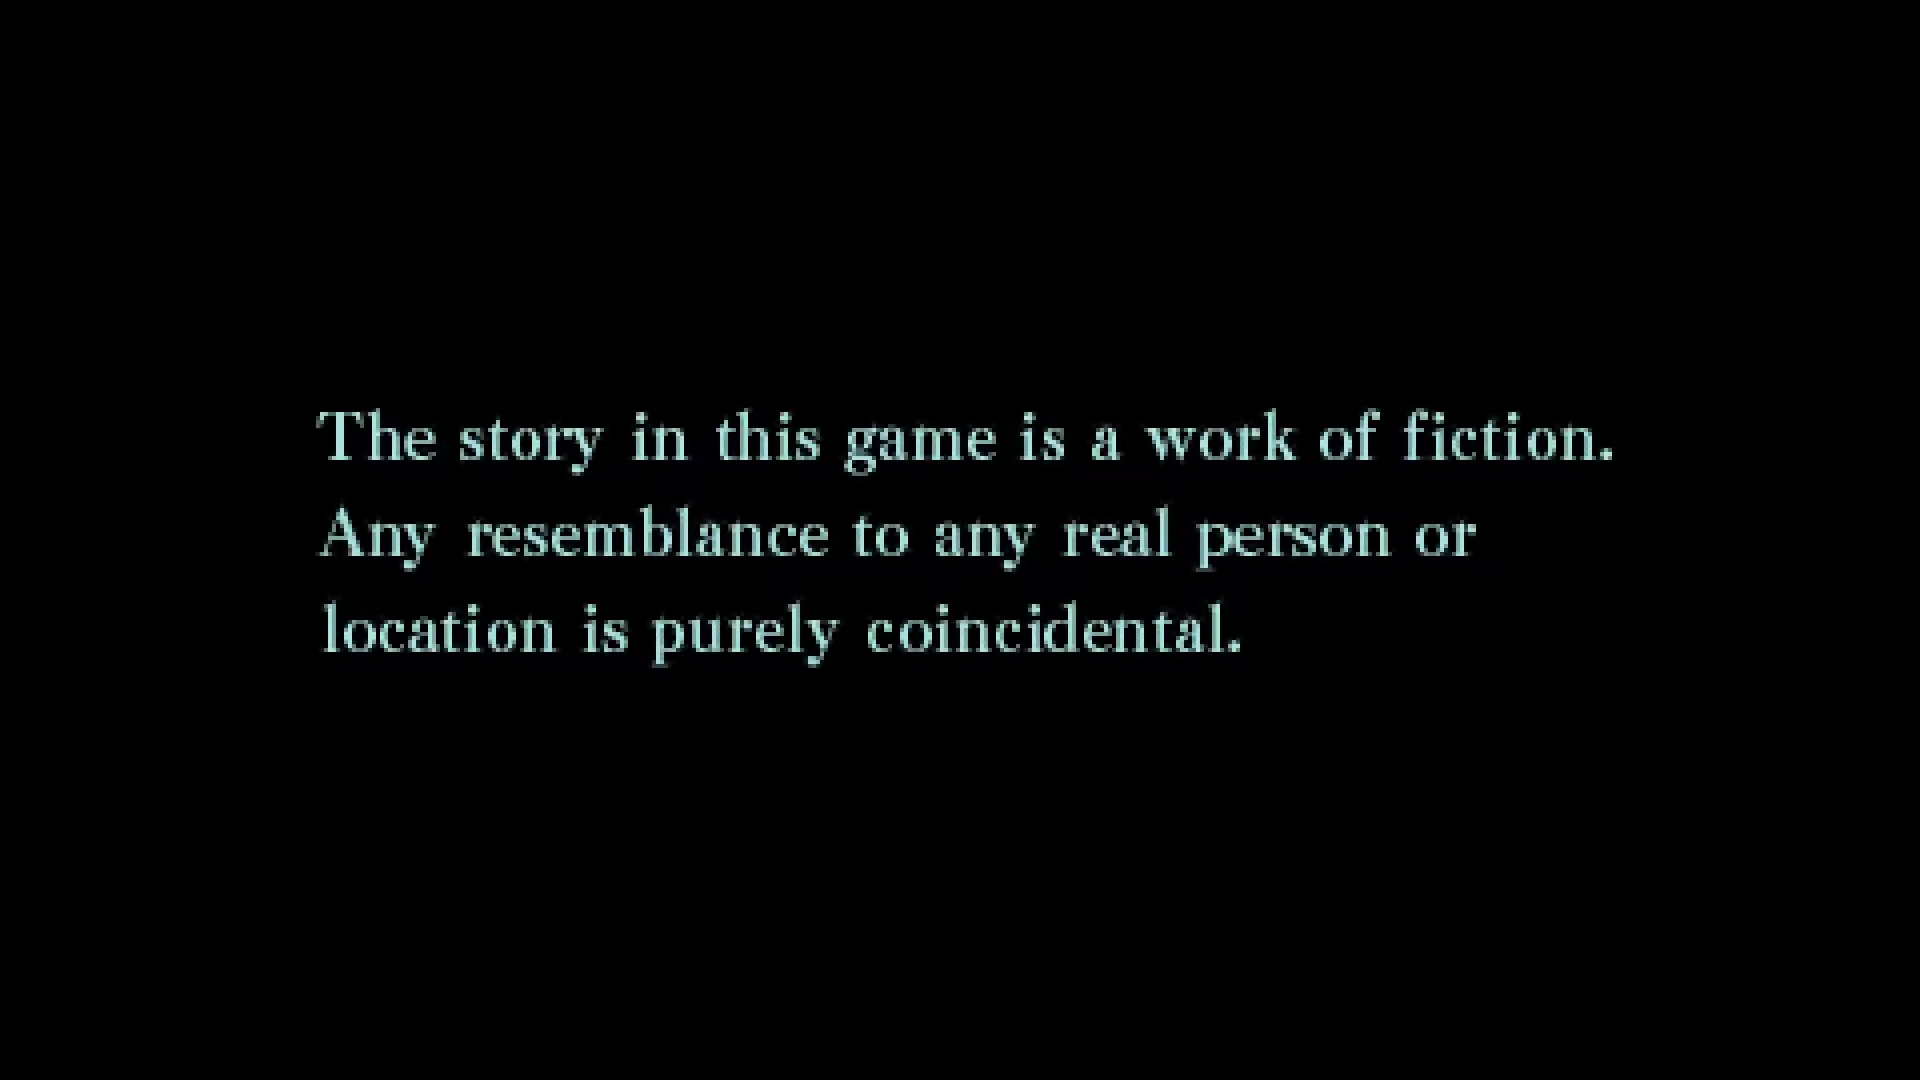 The story in this game is a work of fiction.
Any resemblance to any real person or
location is purely coincidental.